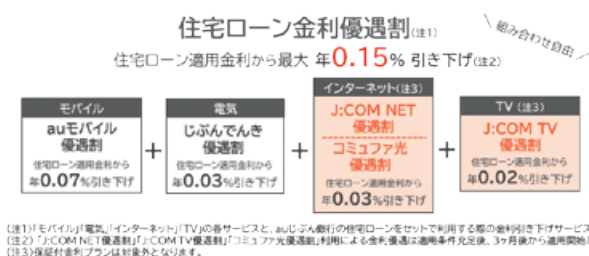 住宅ローン金利優遇割(注1)
組み合わせ自由
住宅ローン適用金利から最大 年0.15% 引き下げ(注2)
モバイル
auモバイル
優遇割
住宅ローン適用金利から
年0.07%引き下げ
+
電気
じぶんでんき
優遇割
住宅ローン適用金利から
年0.03%引き下げ
+
インターネット(注3)
J:COM NET
優遇割
コミュファ光
優遇割
住宅ローン適用金利から
年0.03%引き下げ
+
TV(注3)
J:COM TV
優遇割
住宅ローン適用金利から
年0.02%引き下げ
(注1)「モバイル」「電気」「インターネット」「TV」の各サービスと、auじぶん銀行の住宅ローンをセットで利用する際の金利引き下げサービス
(注2)「J:COM NET優遇割」「J:COM TV優遇割」「コミュファ光優遇割」利用による金利優遇は適用条件充足後、3ヶ月後から適用開始
(注3)保証付金利プランは対象外となります。